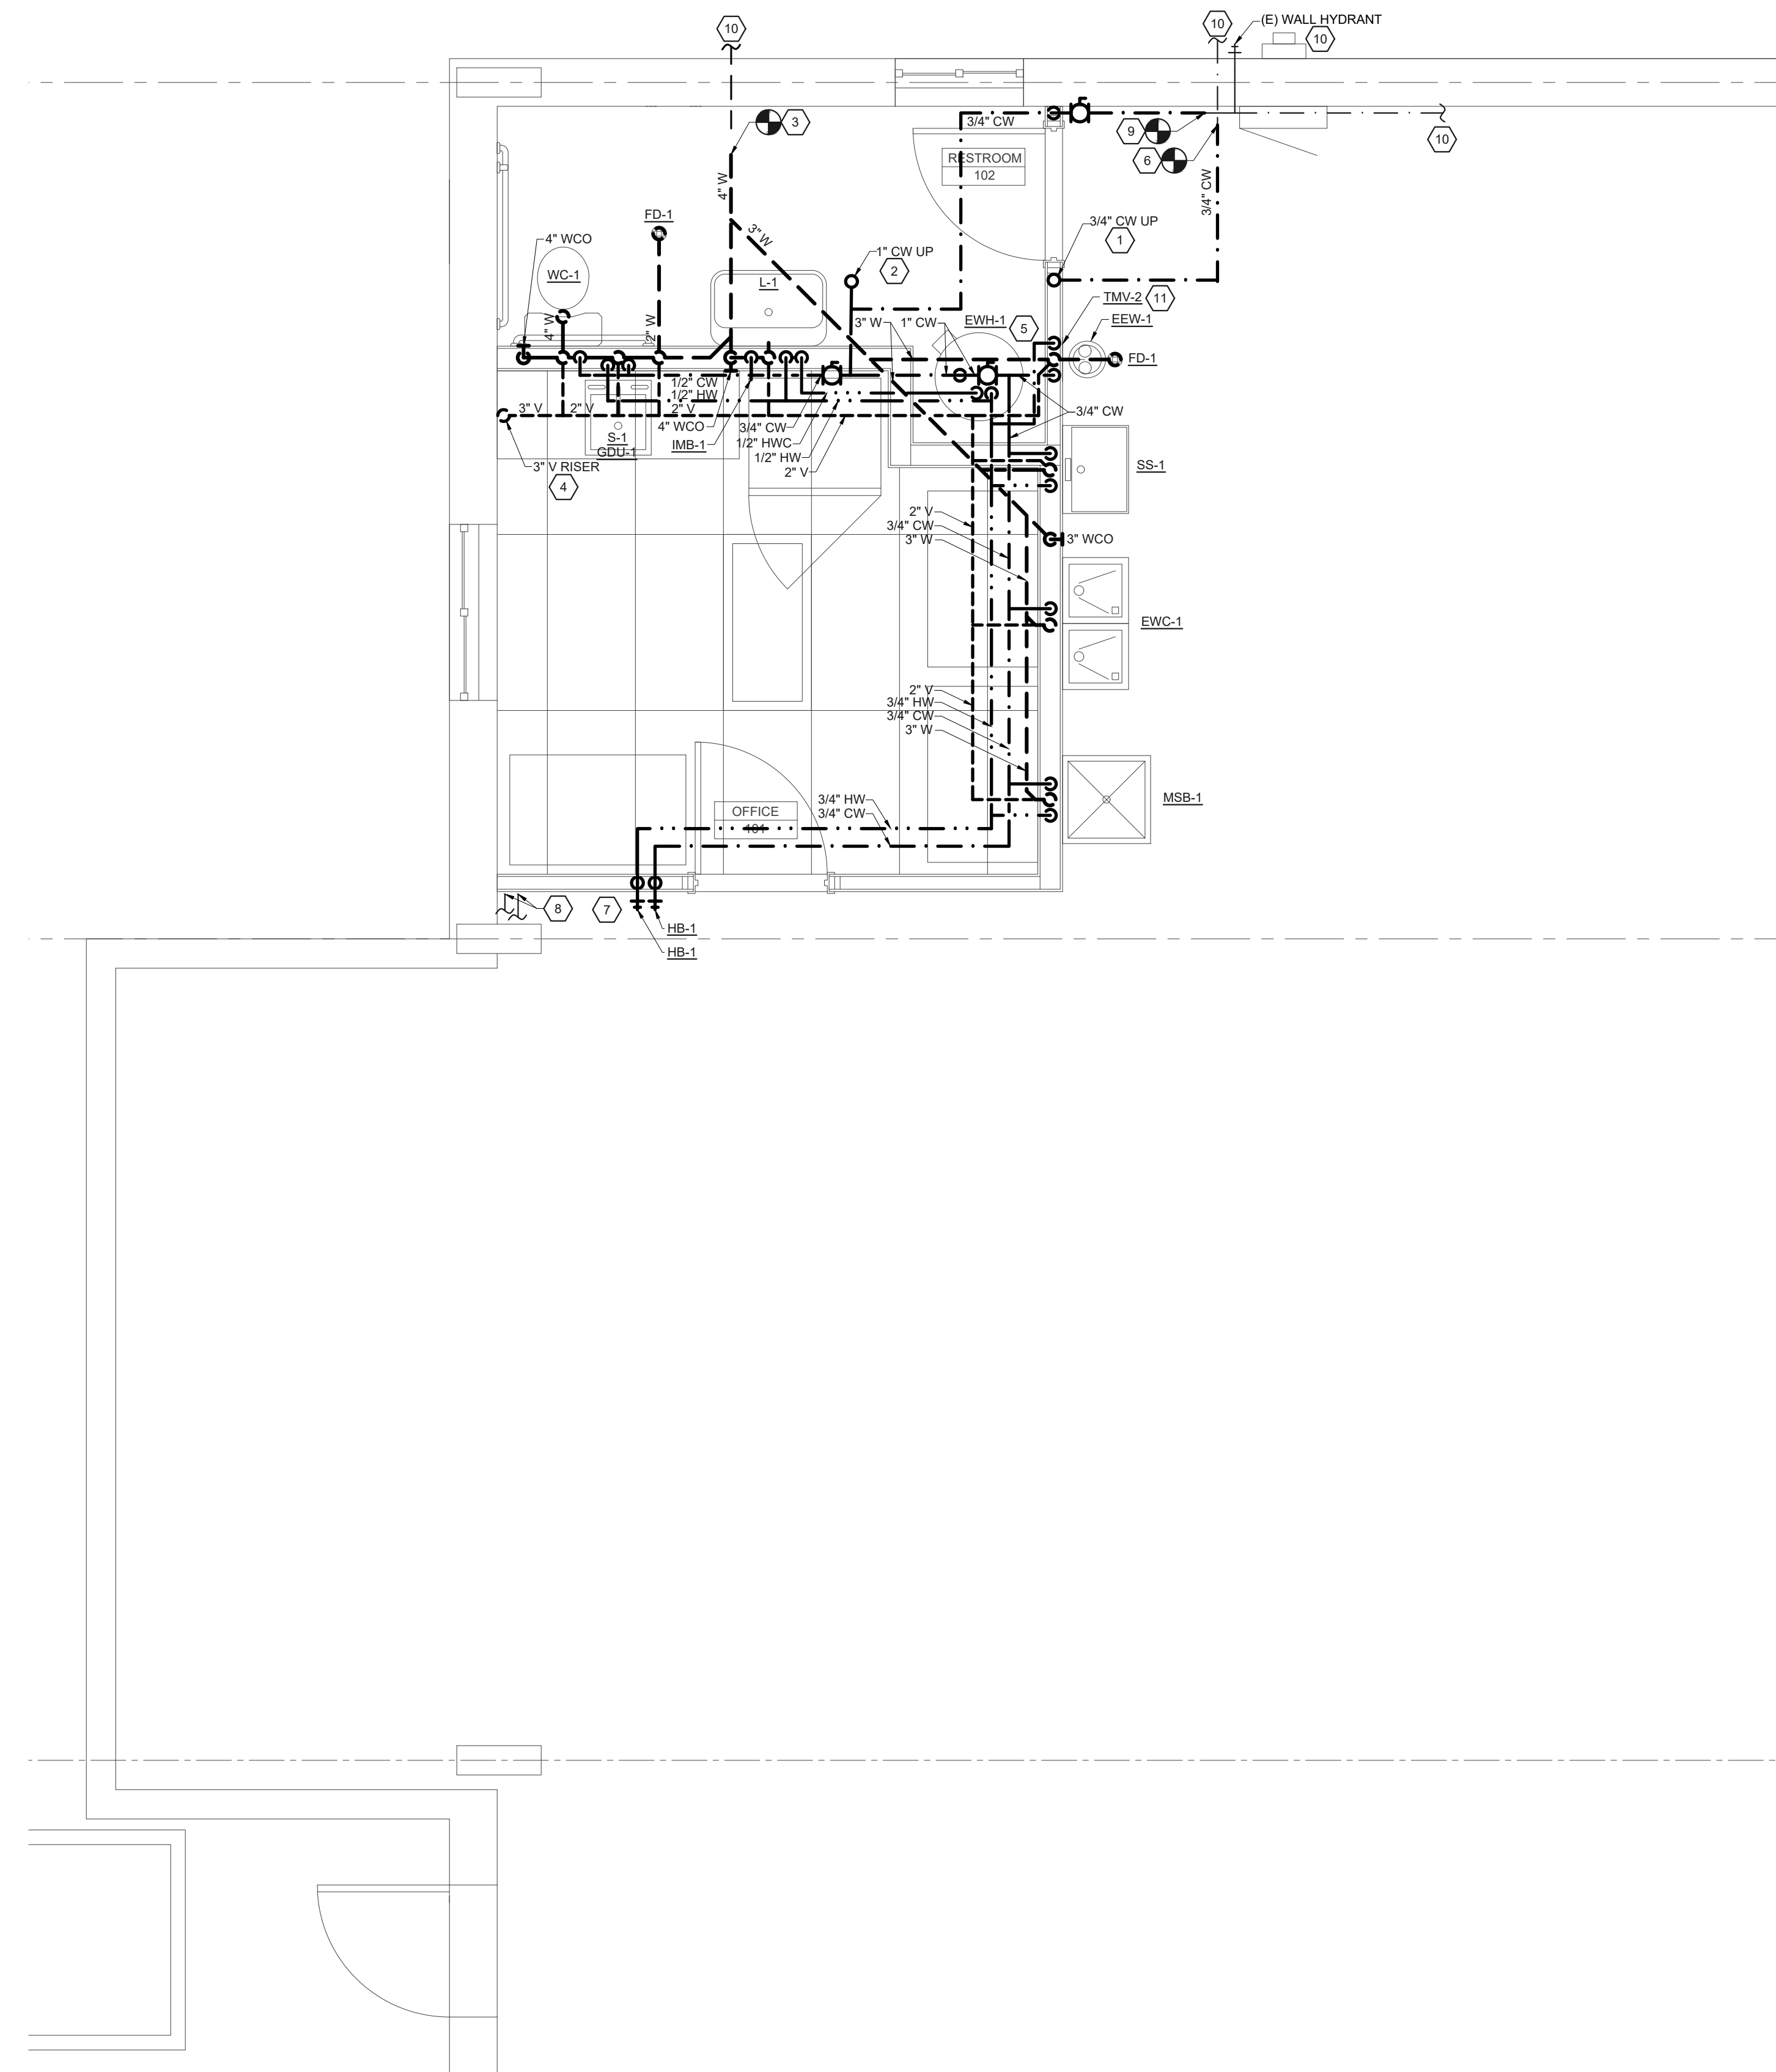 10
10
(E) WALL HYDRANT
10
3
3/4" CW
9
6
10
RESTROOM
102
4" W
3/4" CW
FD-1
3" W
3/4" CW UP
1
4" WCO
1" CW UP
2
WC-1
L-1
TMV-2
11
EEW-1
4" W
2" W
3" W
1" CW
EWH-1
5
FD-1
1/2" CW
1/2" HW
3" V
2" V
2" V
3/4" CW
4" WCO
3/4" CW
S-1
GDU-1
IMB-1
1/2" HWC
1/2" HW
2" V
3" V RISER
4
SS-1
2" V
3/4" CW
3" W
3" WCO
EWC-1
2" V
3/4" HW
3/4" CW
3" W
MSB-1
3/4" HW
3/4" CW
OFFICE
101
8
7
HB-1
HB-1